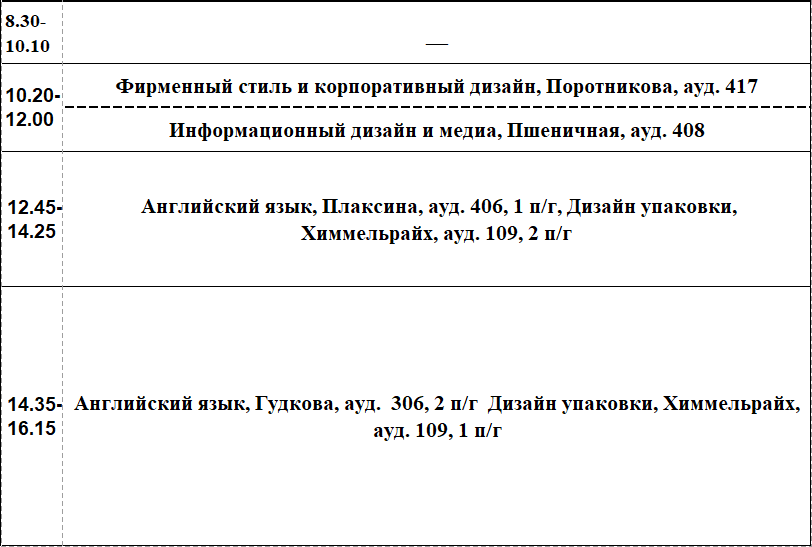 8.30-
10.10
—
10.20-
12.00
Фирменный стиль и корпоративный дизайн, Поротникова, ауд. 417
Информационный дизайн и медиа, Пшеничная, ауд. 408
12.45-
14.25
Английский язык, Плаксина, ауд. 406, 1 п/г, Дизайн упаковки,
Химмельрайх, ауд. 109, 2 п/г
14.35-
16.15
Английский язык, Гудкова, ауд.  306, 2 п/г  Дизайн упаковки, Химмельрайх,
ауд. 109, 1 п/г